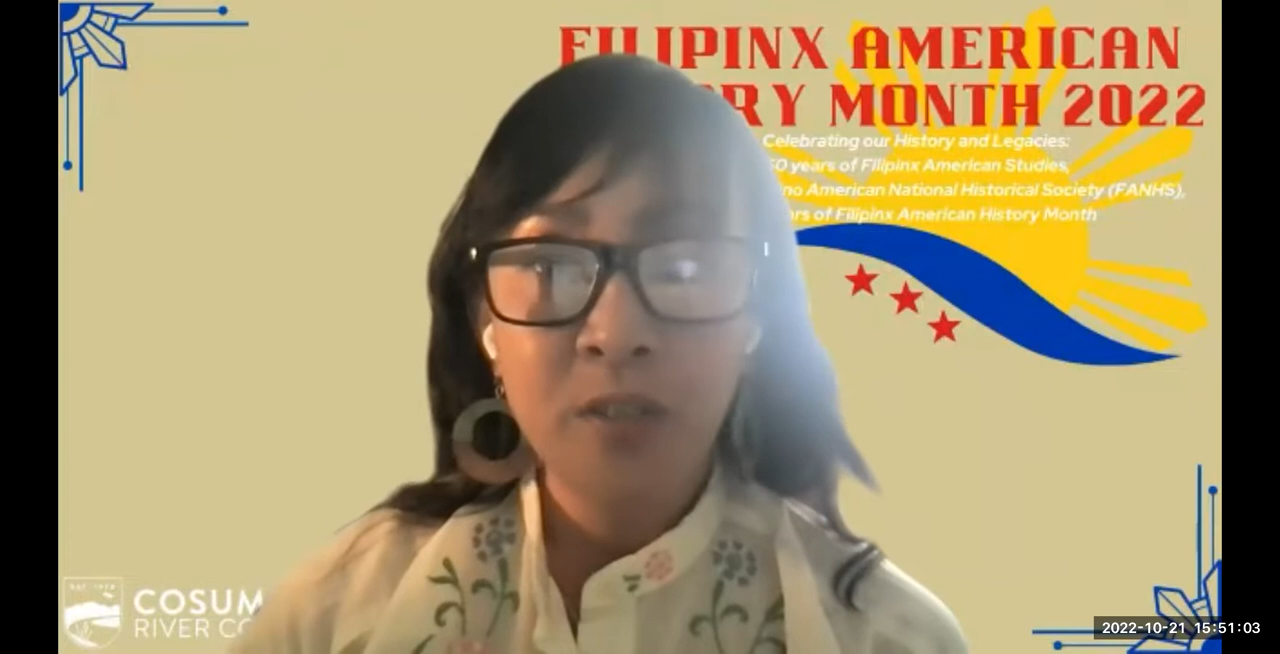 FILIPINX AMERICAN
RY MONTH 2022
Celebrating our History and Legacies:
50 years of Filipinx American Studies,
no American National Historical Society (FANHS),
rs of Filipinx American History Month
COSUM
RIVER CO
2022-10-21 15:51:03